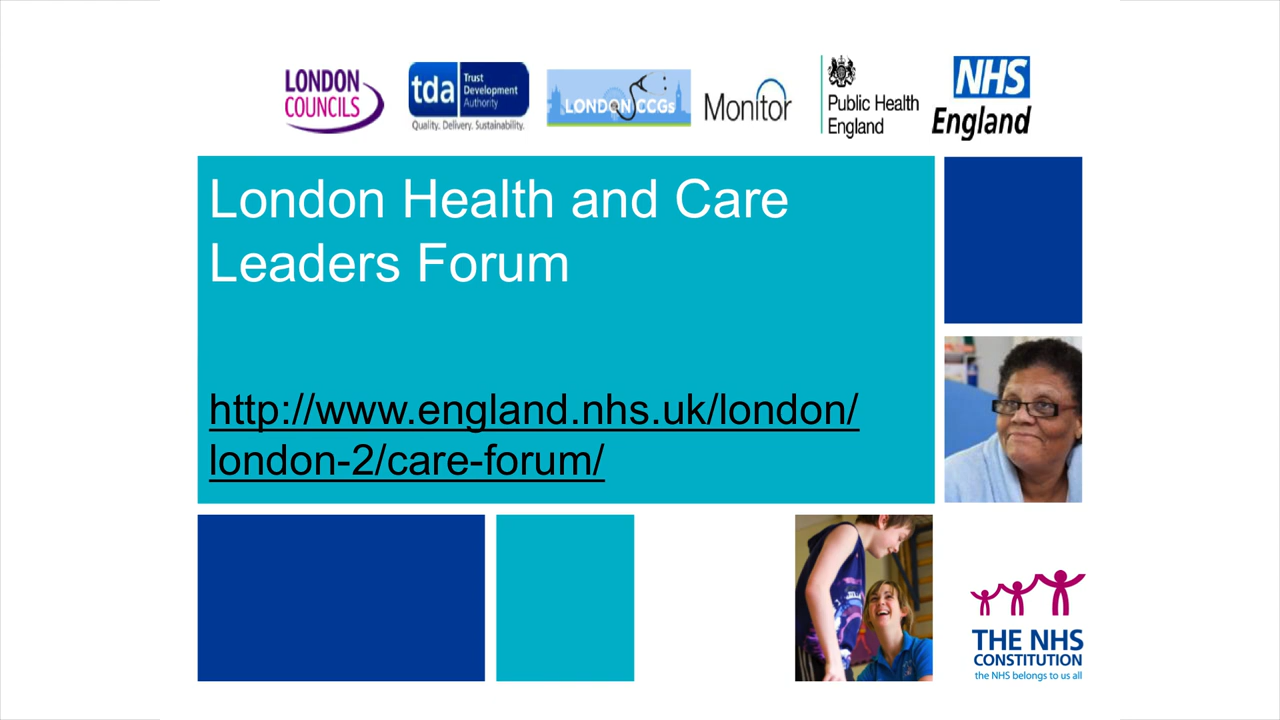 LONDON
COUNCILS
tda
Trust
Development
Authority
Quality. Delivery. Sustainability.
LONDON CCGs
Monitor
Public Health
England
NHS
England
London Health and Care
Leaders Forum
http://www.england.nhs.uk/london/
london-2/care-forum/
THE NHS
CONSTITUTION
the NHS belongs to us all